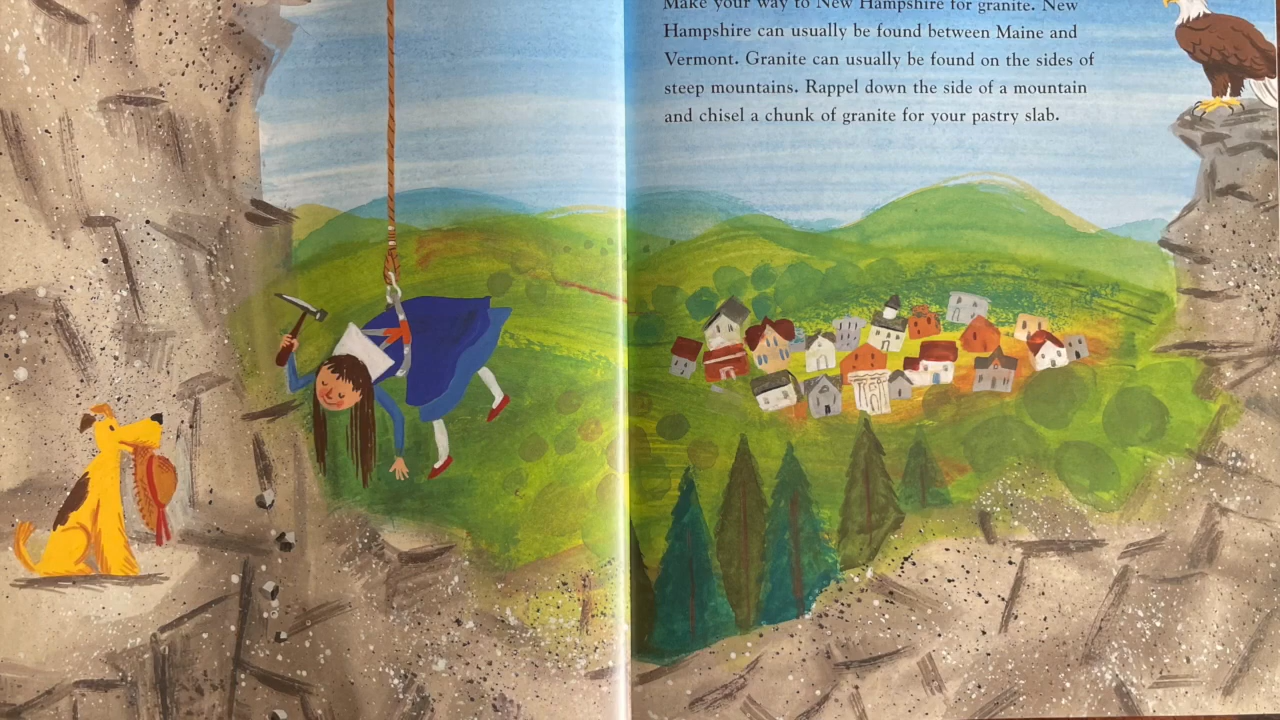 Make your way to New Hampshire for granite. New
Hampshire can usually be found between Maine and
Vermont. Granite can usually be found on the sides of
steep mountains. Rappel down the side of a mountain
and chisel a chunk of granite for your pastry slab.